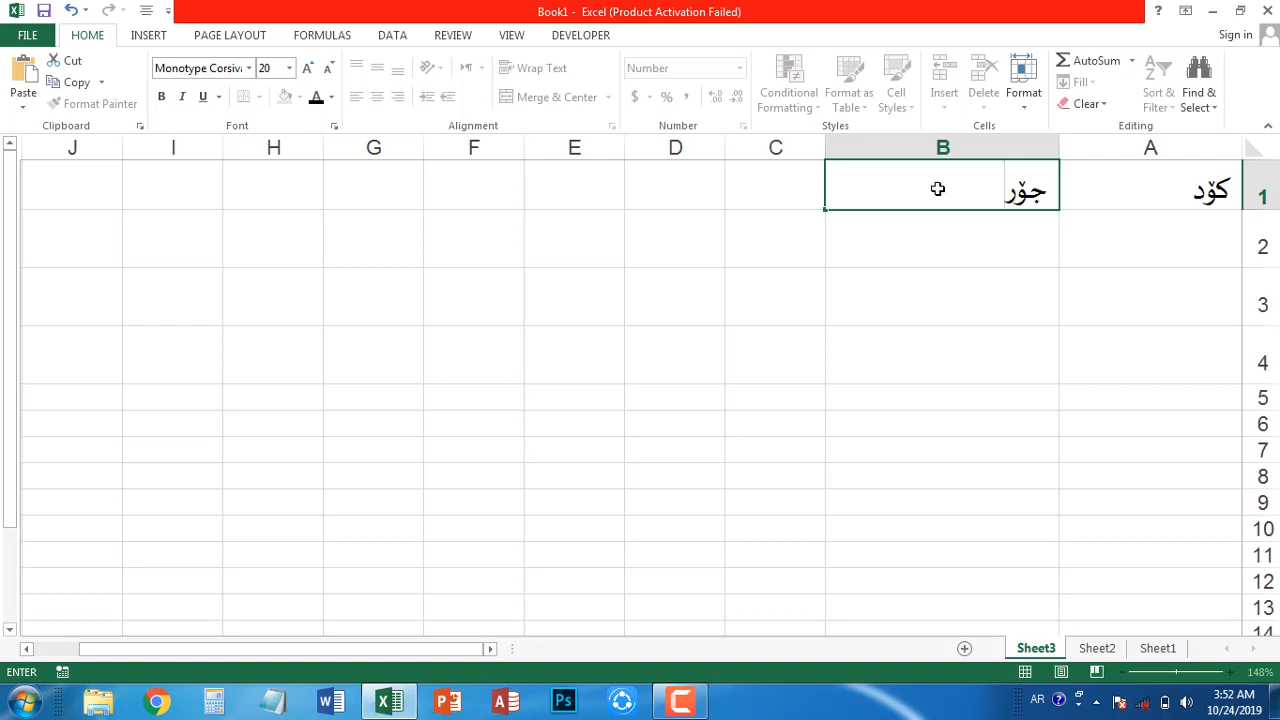 Book1 - Excel (Product Activation Failed)
?
FILE HOME INSERT PAGE LAYOUT FORMULAS DATA REVIEW VIEW DEVELOPER Sign in
Paste Cut Copy Format Painter
Monotype Corsiva 20
B I U A
Wrap Text
Merge & Center
Number
$ %
Conditional Formatting Format as Table Cell Styles
Insert Delete Format
AutoSum Fill Clear
Sort & Filter Find & Select
Clipboard Font Alignment Number Styles Cells Editing
J I H G F E D C B A
کۆد جۆر 1
2
3
4
5
6
7
8
9
10
11
12
13
14
Sheet3 Sheet2 Sheet1
ENTER 148%
AR 3:52 AM
10/24/2019